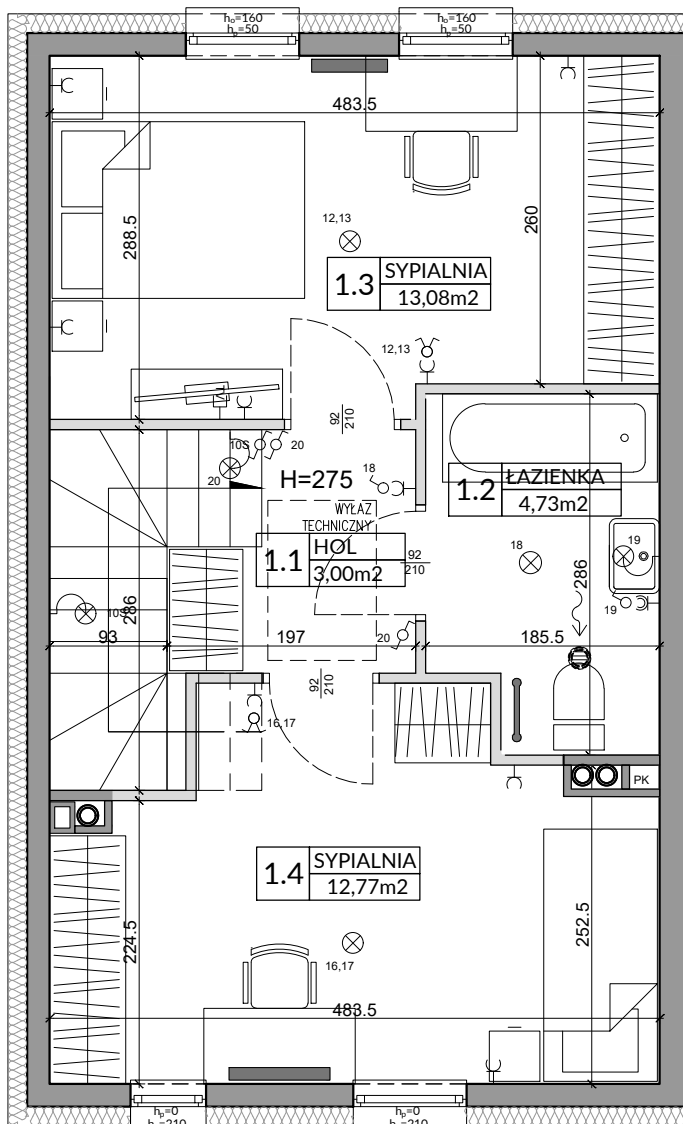 ho=160
hp=50
ho=160
hp=50
483.5
288.5
260
12,13
1.3 SYPIALNIA
13,08m2
12,13
92
210
10S 20
20
H=275
18
WYŁAZ
TECHNICZNY
1.2 ŁAZIENKA
4,73m2
1.1 HOL
3,00m2
92
210
18
19
286
286
19
10S
93
197
185.5
20
92
210
16,17
PK
1.4 SYPIALNIA
12,77m2
224.5
252.5
16,17
483.5
hp=0
hp=0